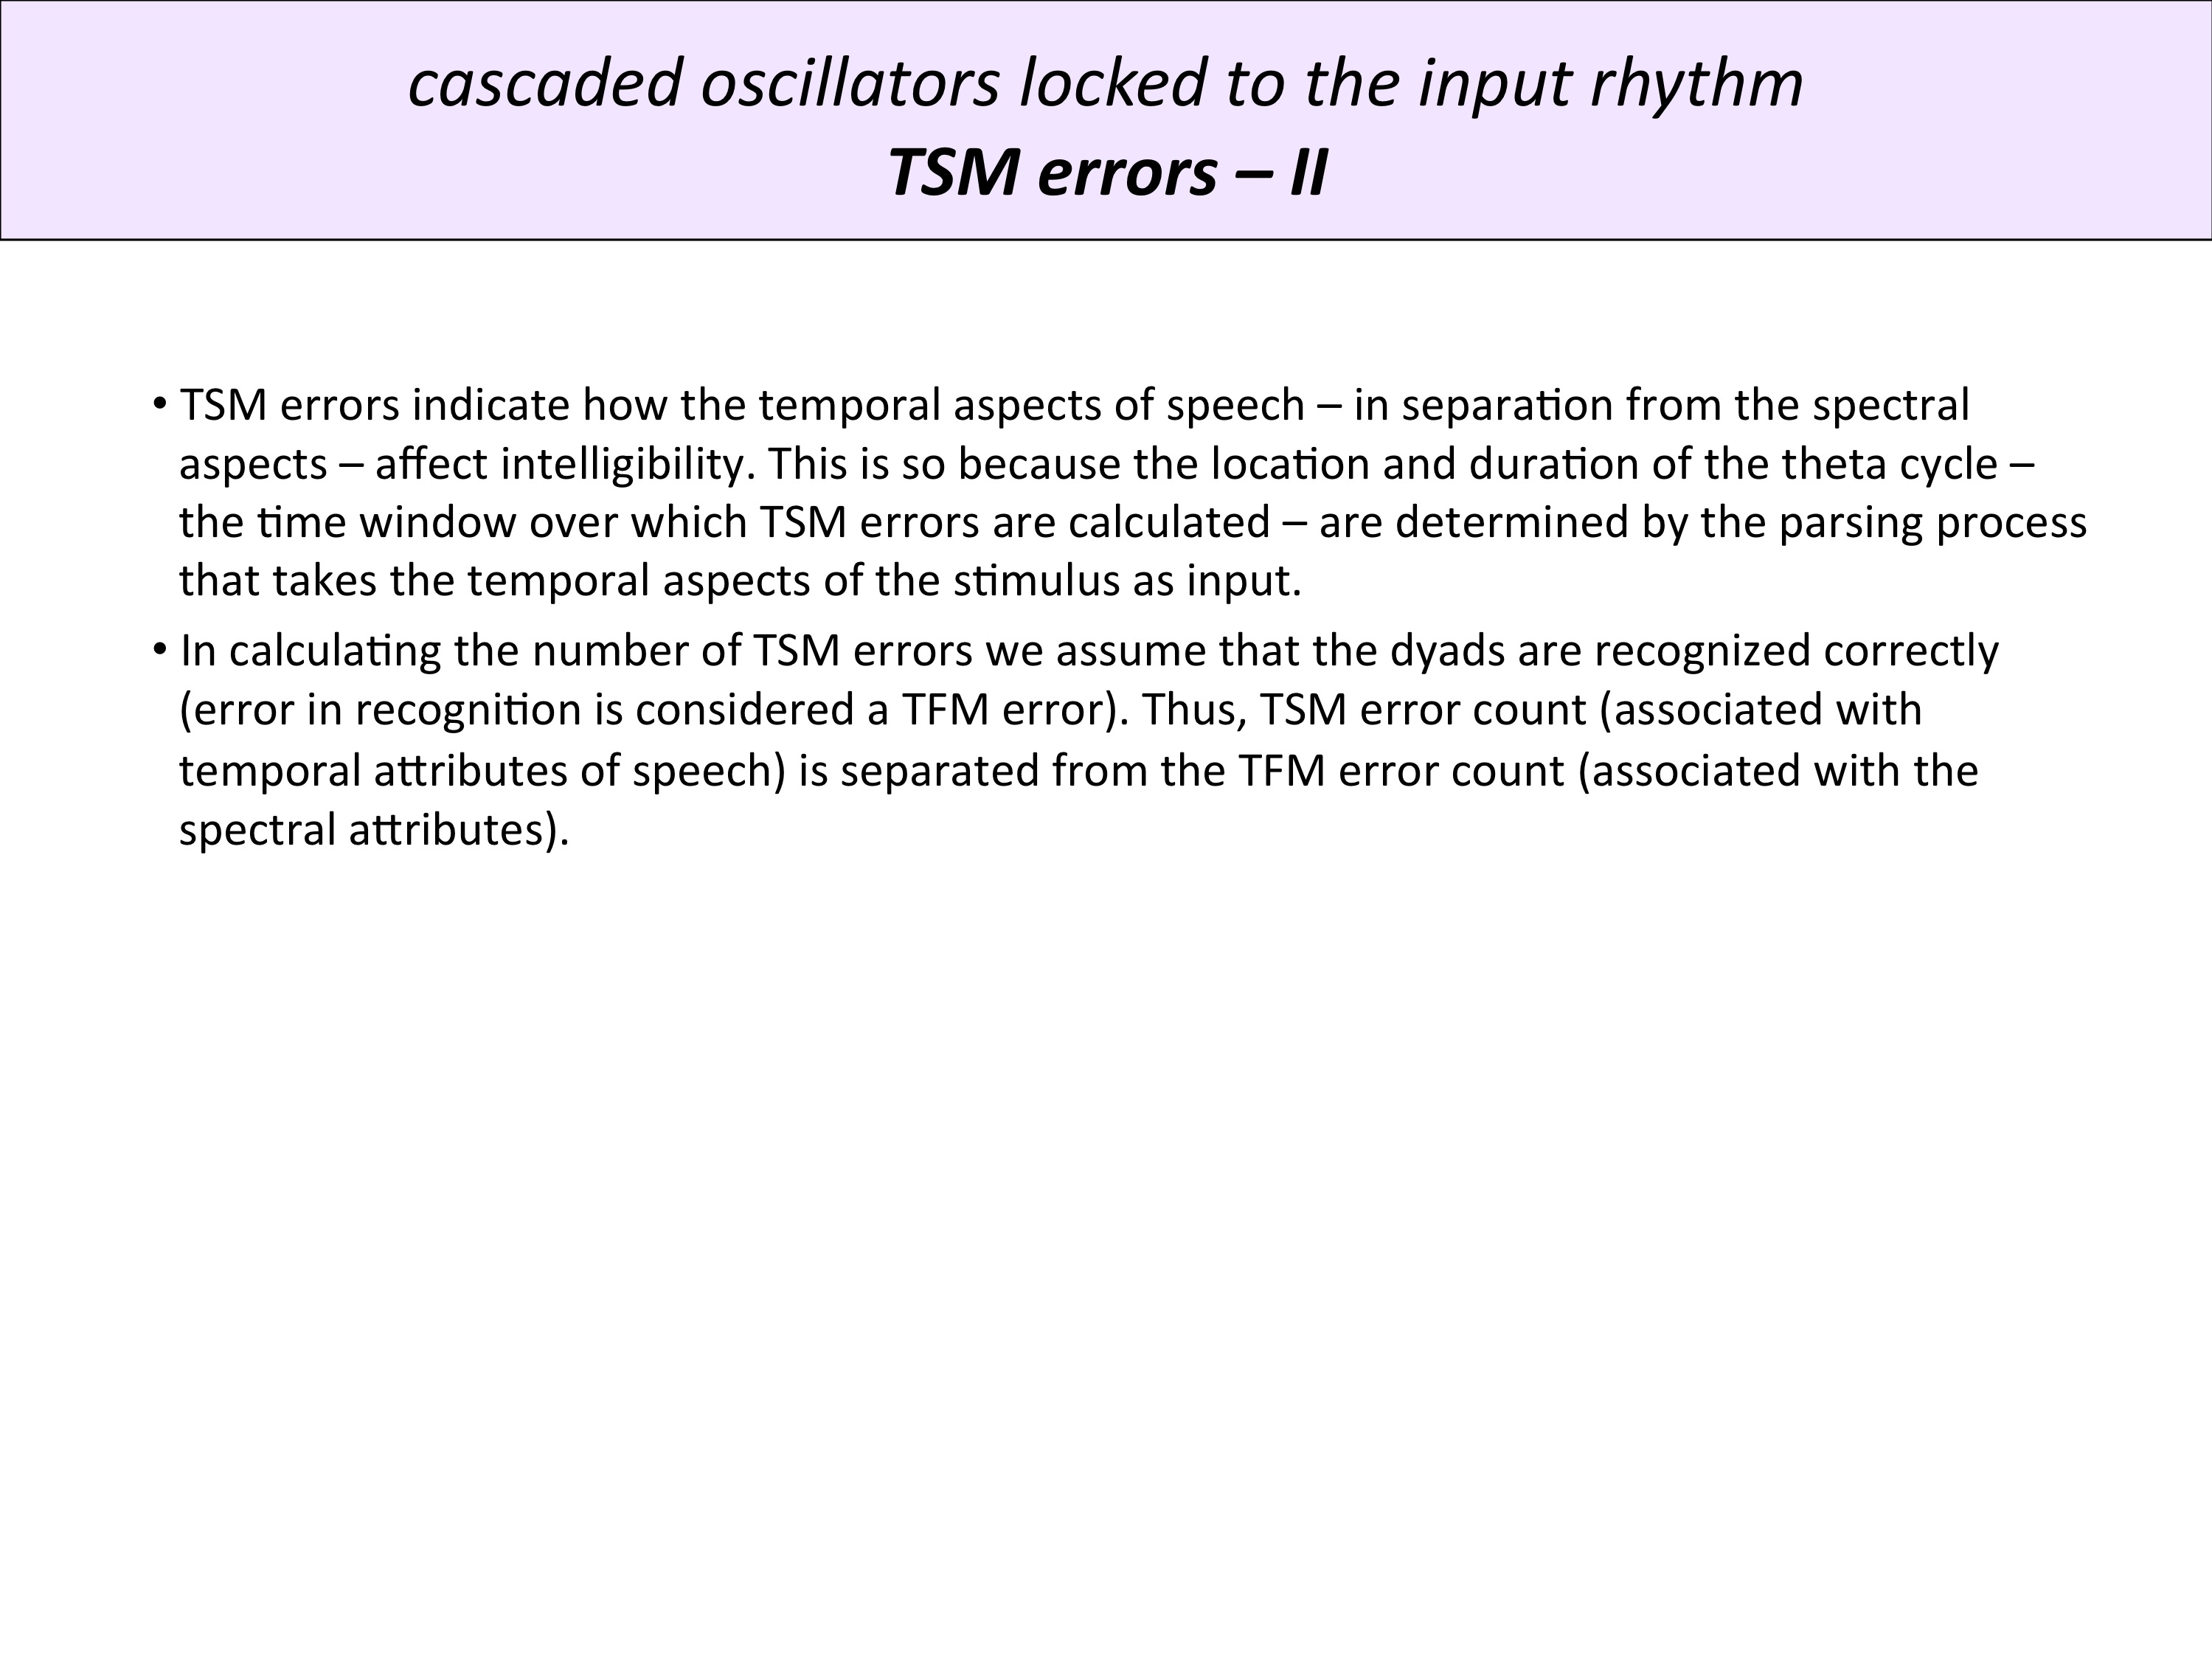 cascaded oscillators locked to the input rhythm
TSM errors – II
• TSM errors indicate how the temporal aspects of speech – in separation from the spectral
aspects – affect intelligibility. This is so because the location and duration of the theta cycle –
the time window over which TSM errors are calculated – are determined by the parsing process
that takes the temporal aspects of the stimulus as input.
• In calculating the number of TSM errors we assume that the dyads are recognized correctly
(error in recognition is considered a TFM error). Thus, TSM error count (associated with
temporal attributes of speech) is separated from the TFM error count (associated with the
spectral attributes).